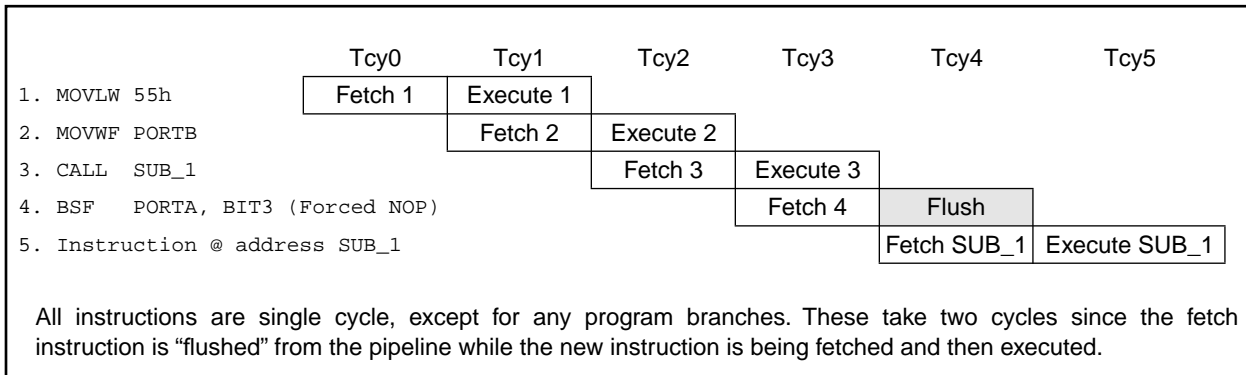 Tcy0 Tcy1 Tcy2 Tcy3 Tcy4 Tcy5
1. MOVLW 55h Fetch 1 Execute 1
2. MOVWF PORTB Fetch 2 Execute 2
3. CALL SUB_1 Fetch 3 Execute 3
4. BSF PORTA, BIT3 (Forced NOP) Fetch 4 Flush
5. Instruction @ address SUB_1 Fetch SUB_1 Execute SUB_1
All instructions are single cycle, except for any program branches. These take two cycles since the fetch
instruction is “flushed” from the pipeline while the new instruction is being fetched and then executed.